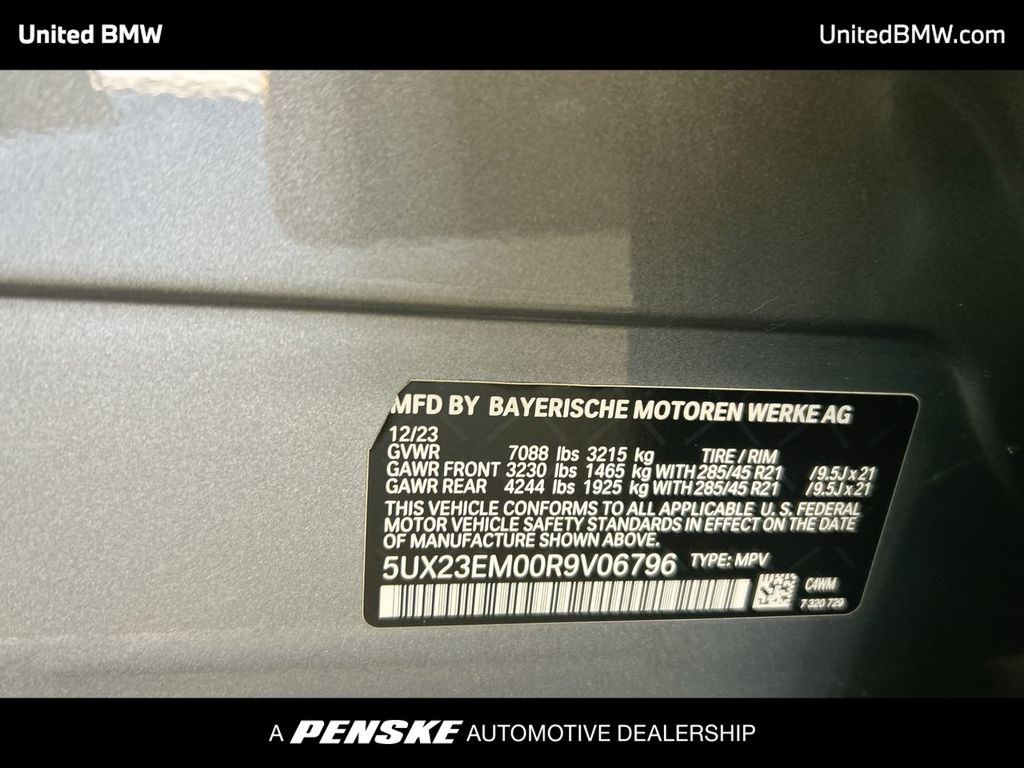 United BMW
UnitedBMW.com
MFD BY BAYERISCHE MOTOREN WERKE AG
12/23
GVWR 7088 lbs 3215 kg TIRE / RIM
GAWR FRONT 3230 lbs 1465 kg WITH 285/45 R21 /9.5J x 21
GAWR REAR 4244 lbs 1925 kg WITH 285/45 R21 /9.5J x 21
THIS VEHICLE CONFORMS TO ALL APPLICABLE U. S. FEDERAL
MOTOR VEHICLE SAFETY STANDARDS IN EFFECT ON THE DATE
OF MANUFACTURE SHOWN ABOVE.
5UX23EM00R9V06796 TYPE: MPV
C4WM
7 320 729
A PENSKE AUTOMOTIVE DEALERSHIP